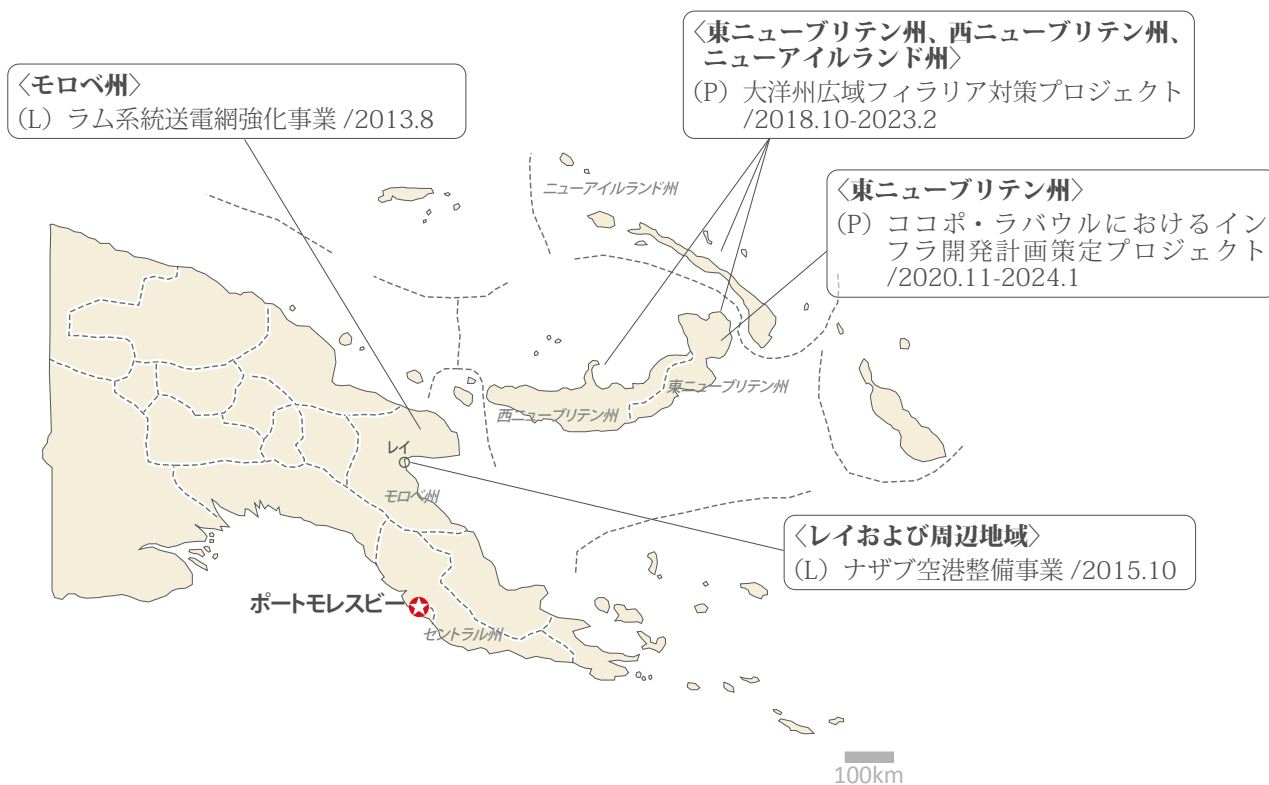 〈モロベ州〉
(L) ラム系統送電網強化事業 /2013.8
〈東ニューブリテン州、西ニューブリテン州、
ニューアイルランド州〉
(P) 大洋州広域フィラリア対策プロジェクト
/2018.10-2023.2
〈東ニューブリテン州〉
(P) ココポ・ラバウルにおけるイン
フラ開発計画策定プロジェクト
/2020.11-2024.1
ニューアイルランド州
東ニューブリテン州
西ニューブリテン州
レイ
モロベ州
〈レイおよび周辺地域〉
(L) ナザブ空港整備事業 /2015.10
ポートモレスビー
セントラル州
100km